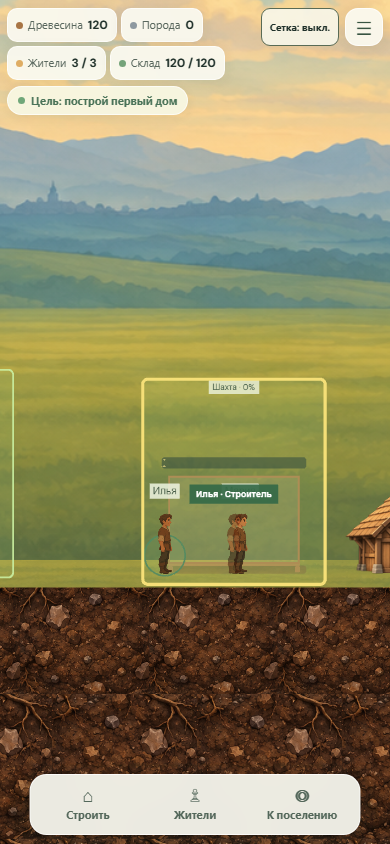 Древесина 120
Порода 0
Сетка: выкл.
Жители 3 / 3
Склад 120 / 120
Цель: построй первый дом
Шахта · 0%
Илья
Илья · Строитель
Строить
Жители
К поселению